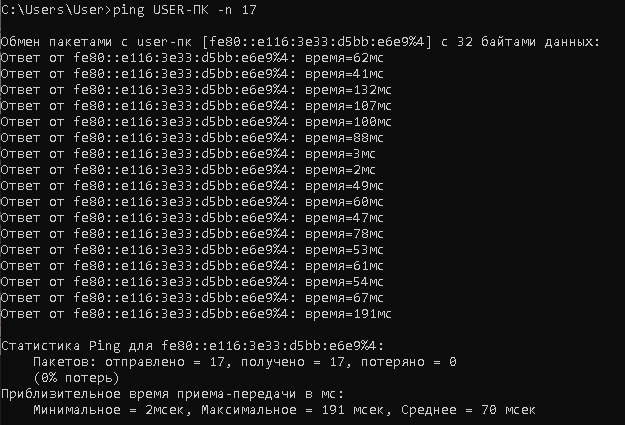 C:\Users\User>ping USER-ПК -n 17
Обмен пакетами с user-пк [fe80::e116:3e33:d5bb:e6e9%4] с 32 байтами данных:
Ответ от fe80::e116:3e33:d5bb:e6e9%4: время=62мс
Ответ от fe80::e116:3e33:d5bb:e6e9%4: время=41мс
Ответ от fe80::e116:3e33:d5bb:e6e9%4: время=132мс
Ответ от fe80::e116:3e33:d5bb:e6e9%4: время=107мс
Ответ от fe80::e116:3e33:d5bb:e6e9%4: время=100мс
Ответ от fe80::e116:3e33:d5bb:e6e9%4: время=88мс
Ответ от fe80::e116:3e33:d5bb:e6e9%4: время=3мс
Ответ от fe80::e116:3e33:d5bb:e6e9%4: время=2мс
Ответ от fe80::e116:3e33:d5bb:e6e9%4: время=49мс
Ответ от fe80::e116:3e33:d5bb:e6e9%4: время=60мс
Ответ от fe80::e116:3e33:d5bb:e6e9%4: время=47мс
Ответ от fe80::e116:3e33:d5bb:e6e9%4: время=78мс
Ответ от fe80::e116:3e33:d5bb:e6e9%4: время=53мс
Ответ от fe80::e116:3e33:d5bb:e6e9%4: время=61мс
Ответ от fe80::e116:3e33:d5bb:e6e9%4: время=54мс
Ответ от fe80::e116:3e33:d5bb:e6e9%4: время=67мс
Ответ от fe80::e116:3e33:d5bb:e6e9%4: время=191мс
Статистика Ping для fe80::e116:3e33:d5bb:e6e9%4:
Пакетов: отправлено = 17, получено = 17, потеряно = 0
(0% потерь)
Приблизительное время приема-передачи в мс:
Минимальное = 2мсек, Максимальное = 191 мсек, Среднее = 70 мсек